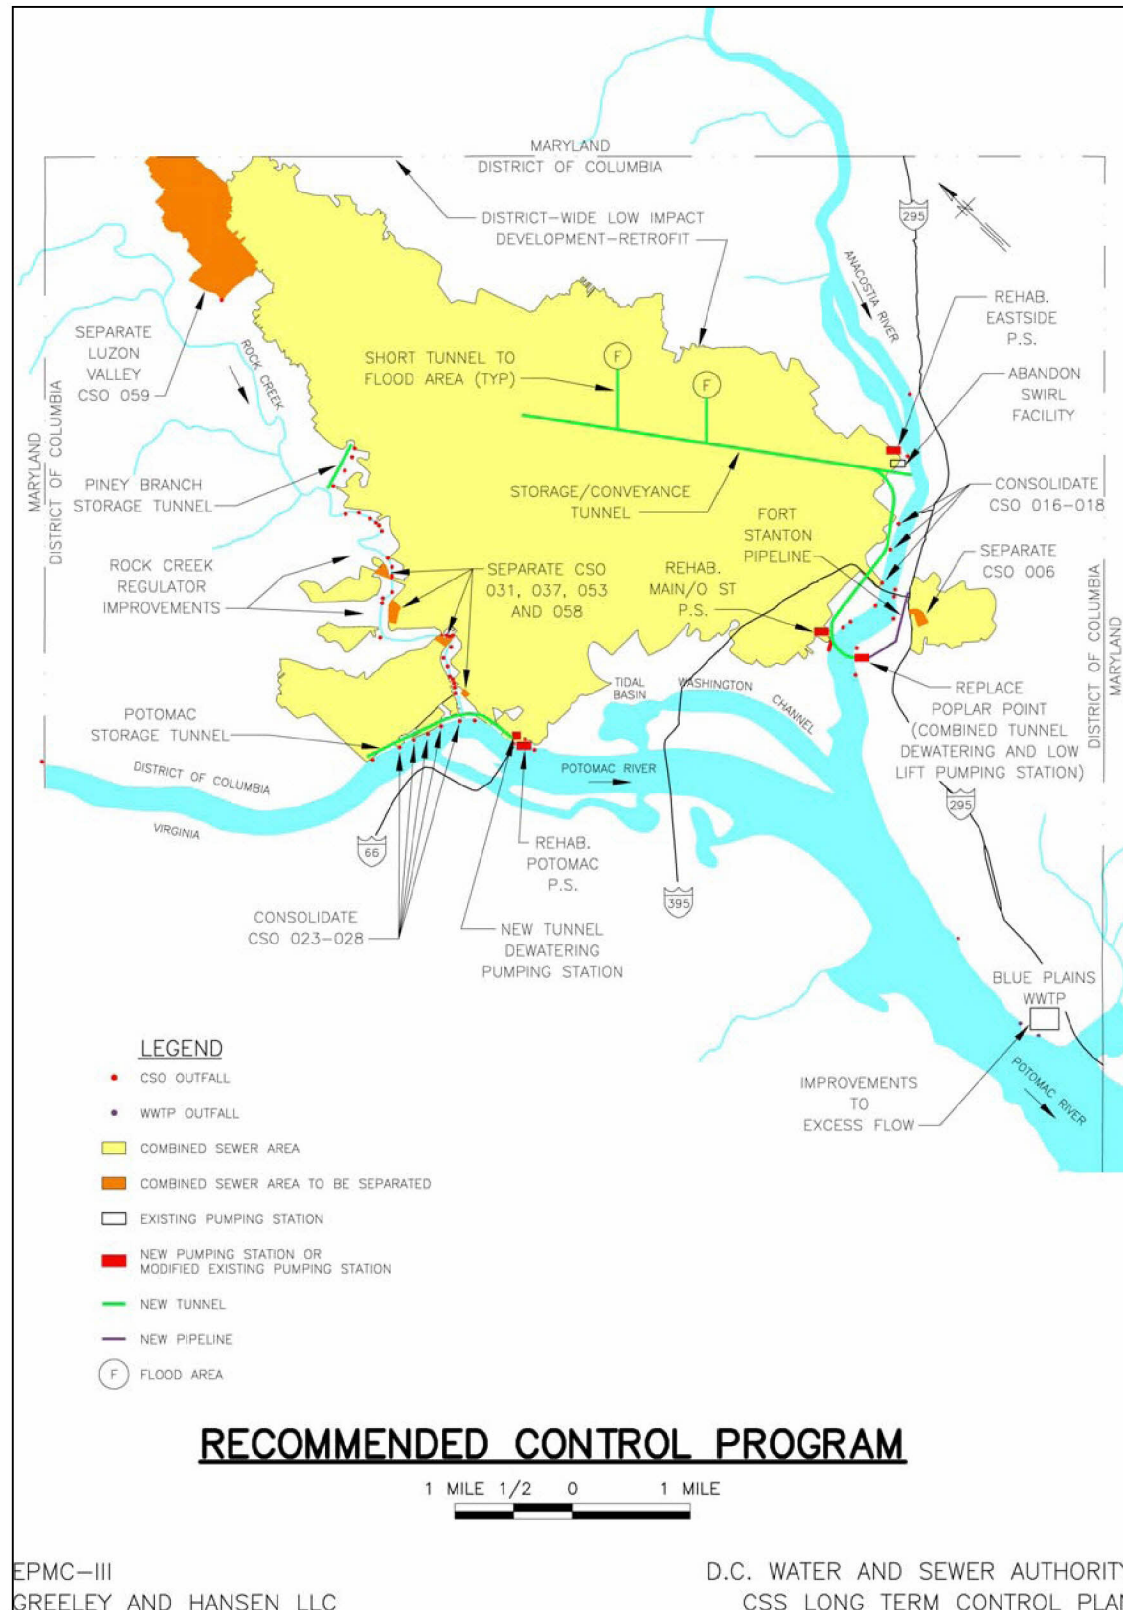 MARYLAND
DISTRICT OF COLUMBIA
DISTRICT-WIDE LOW IMPACT
DEVELOPMENT-RETROFIT
295
ANACOSTIA RIVER
REHAB.
EASTSIDE
P.S.
ABANDON
SWIRL
FACILITY
SEPARATE
LUZON
VALLEY
CSO 059
ROCK CREEK
SHORT TUNNEL TO
FLOOD AREA (TYP)
F
F
MARYLAND
DISTRICT OF COLUMBIA
PINEY BRANCH
STORAGE TUNNEL
STORAGE/CONVEYANCE
TUNNEL
FORT
STANTON
PIPELINE
CONSOLIDATE
CSO 016-018
SEPARATE
CSO 006
ROCK CREEK
REGULATOR
IMPROVEMENTS
SEPARATE CSO
031, 037, 053
AND 058
REHAB.
MAIN/O ST
P.S.
DISTRICT OF COLUMBIA
MARYLAND
TIDAL
BASIN
WASHINGTON
CHANNEL
REPLACE
POPLAR POINT
(COMBINED TUNNEL
DEWATERING AND LOW
LIFT PUMPING STATION)
POTOMAC
STORAGE TUNNEL
DISTRICT OF COLUMBIA
VIRGINIA
POTOMAC RIVER
295
66
REHAB.
POTOMAC
P.S.
395
CONSOLIDATE
CSO 023-028
NEW TUNNEL
DEWATERING
PUMPING STATION
BLUE PLAINS
WWTP
POTOMAC RIVER
IMPROVEMENTS
TO
EXCESS FLOW
LEGEND
CSO OUTFALL
WWTP OUTFALL
COMBINED SEWER AREA
COMBINED SEWER AREA TO BE SEPARATED
EXISTING PUMPING STATION
NEW PUMPING STATION OR
MODIFIED EXISTING PUMPING STATION
NEW TUNNEL
NEW PIPELINE
F FLOOD AREA
RECOMMENDED CONTROL PROGRAM
1 MILE 1/2 0 1 MILE
EPMC-III
GREELEY AND HANSEN LLC
D.C. WATER AND SEWER AUTHORITY
CSS LONG TERM CONTROL PLAN